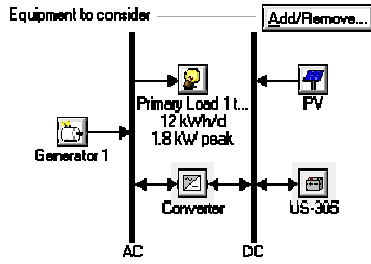 Equipment to consider
Add/Remove...
Primary Load 1 t...
12 kWh/d
1.8 kW peak
PV
Generator 1
Converter
US-305
AC
DC